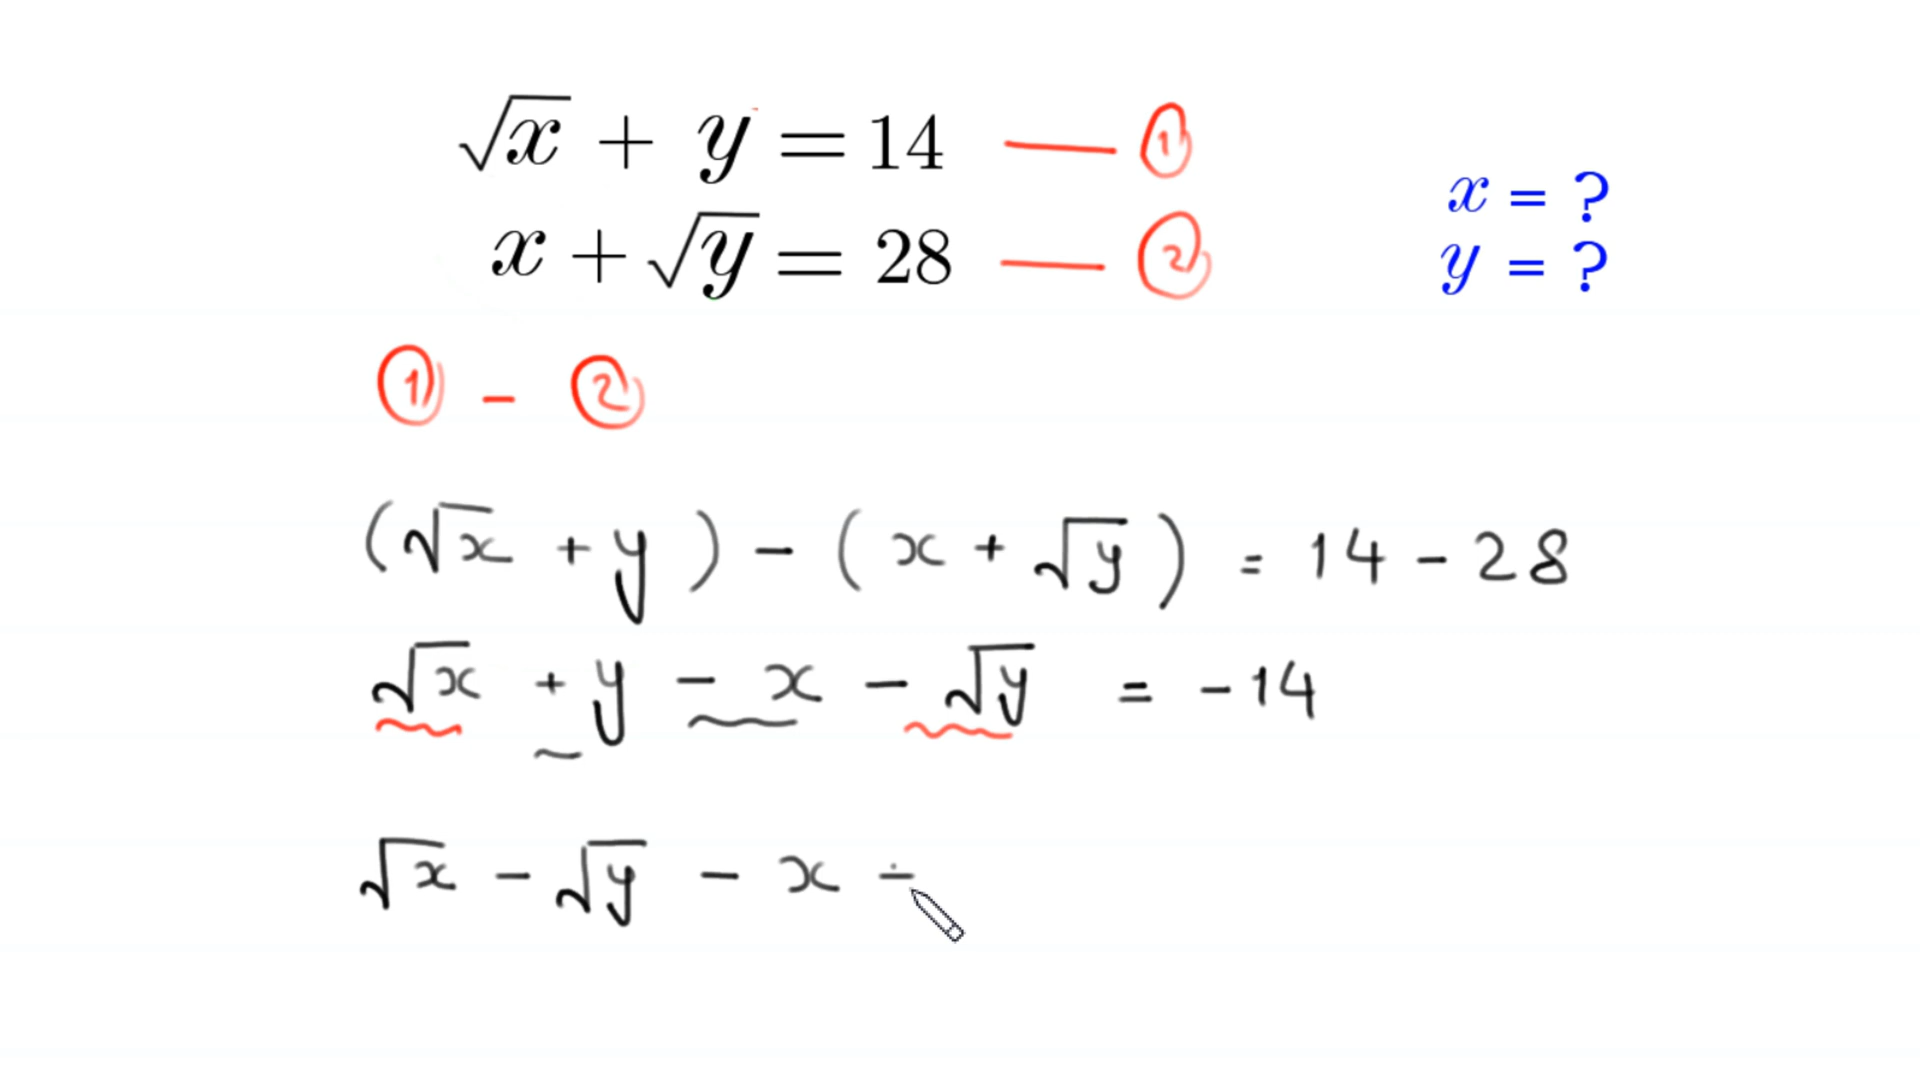 √x + y = 14 — ①
x + √y = 28 — ②
x = ?
y = ?
① - ②
(√x + y) - (x + √y) = 14 - 28
√x + y - x - √y = -14
√x - √y - x